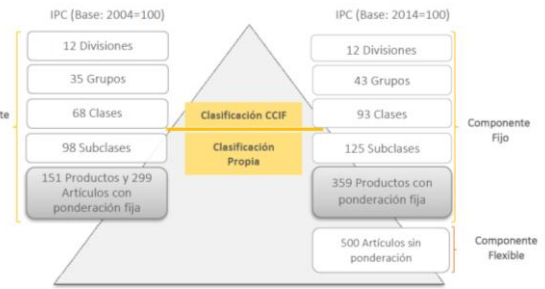 IPC (Base: 2004=100)
12 Divisiones
35 Grupos
68 Clases
98 Subclases
151 Productos y 299
Artículos con
ponderación fija
Clasificación CCIF
Clasificación
Propia
IPC (Base: 2014=100)
12 Divisiones
43 Grupos
93 Clases
125 Subclases
359 Productos con
ponderación fija
500 Artículos sin
ponderación
Componente
Fijo
Componente
Flexible